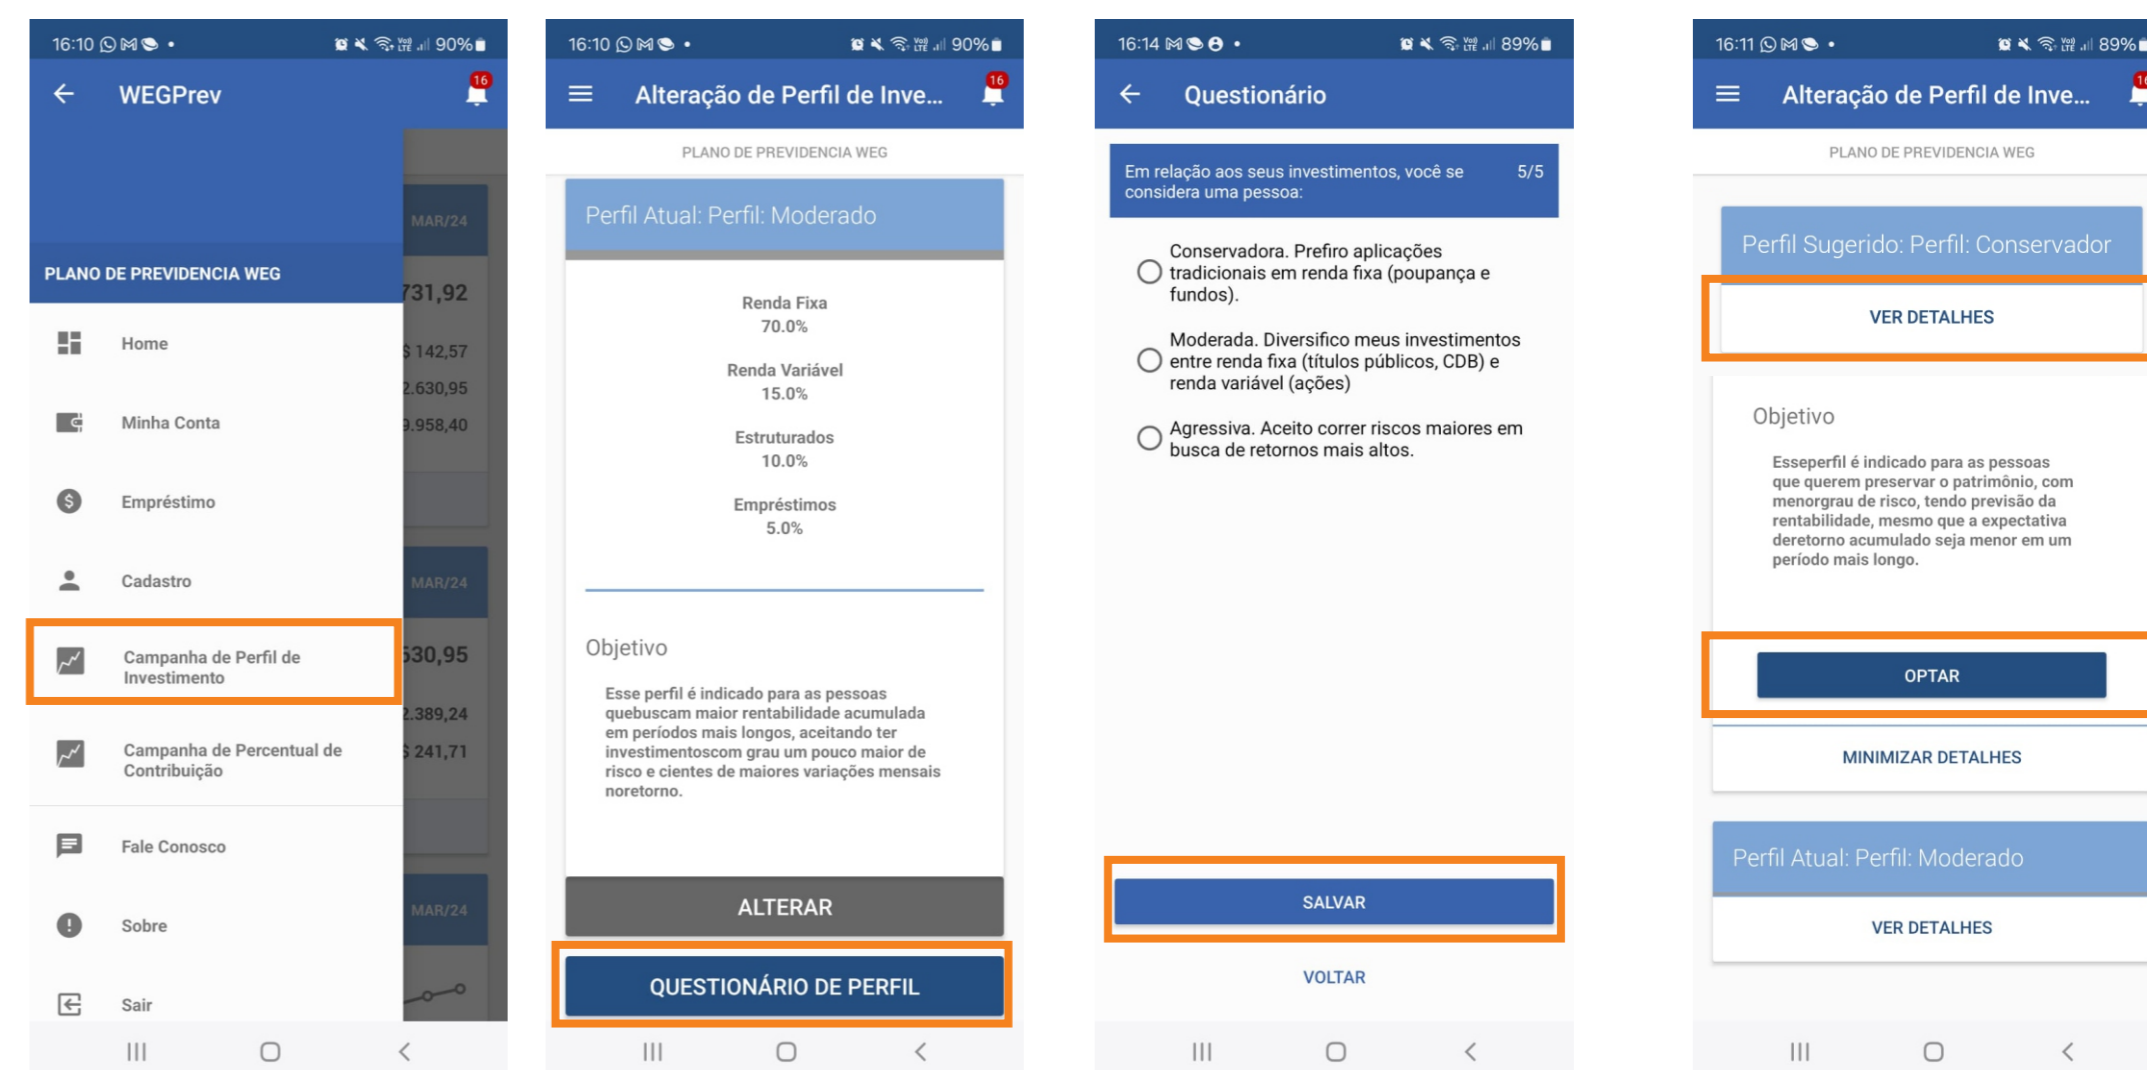 16:10
90%
WEGPrev
16
MAR/24
PLANO DE PREVIDENCIA WEG
731,92
Home
$ 142,57
2.630,95
Minha Conta
9.958,40
Empréstimo
Cadastro
MAR/24
Campanha de Perfil de
Investimento
630,95
2.389,24
Campanha de Percentual de
Contribuição
$ 241,71
Fale Conosco
Sobre
MAR/24
Sair
16:10
90%
Alteração de Perfil de Inve...
16
PLANO DE PREVIDENCIA WEG
Perfil Atual: Perfil: Moderado
Renda Fixa
70.0%
Renda Variável
15.0%
Estruturados
10.0%
Empréstimos
5.0%
Objetivo
Esse perfil é indicado para as pessoas
quebuscam maior rentabilidade acumulada
em períodos mais longos, aceitando ter
investimentoscom grau um pouco maior de
risco e cientes de maiores variações mensais
noretorno.
ALTERAR
QUESTIONÁRIO DE PERFIL
16:14
89%
Questionário
Em relação aos seus investimentos, você se
considera uma pessoa:
5/5
Conservadora. Prefiro aplicações
tradicionais em renda fixa (poupança e
fundos).
Moderada. Diversifico meus investimentos
entre renda fixa (títulos públicos, CDB) e
renda variável (ações)
Agressiva. Aceito correr riscos maiores em
busca de retornos mais altos.
SALVAR
VOLTAR
16:11
89%
Alteração de Perfil de Inve...
16
PLANO DE PREVIDENCIA WEG
Perfil Sugerido: Perfil: Conservador
VER DETALHES
Objetivo
Esseperfil é indicado para as pessoas
que querem preservar o patrimônio, com
menorgrau de risco, tendo previsão da
rentabilidade, mesmo que a expectativa
deretorno acumulado seja menor em um
período mais longo.
OPTAR
MINIMIZAR DETALHES
Perfil Atual: Perfil: Moderado
VER DETALHES